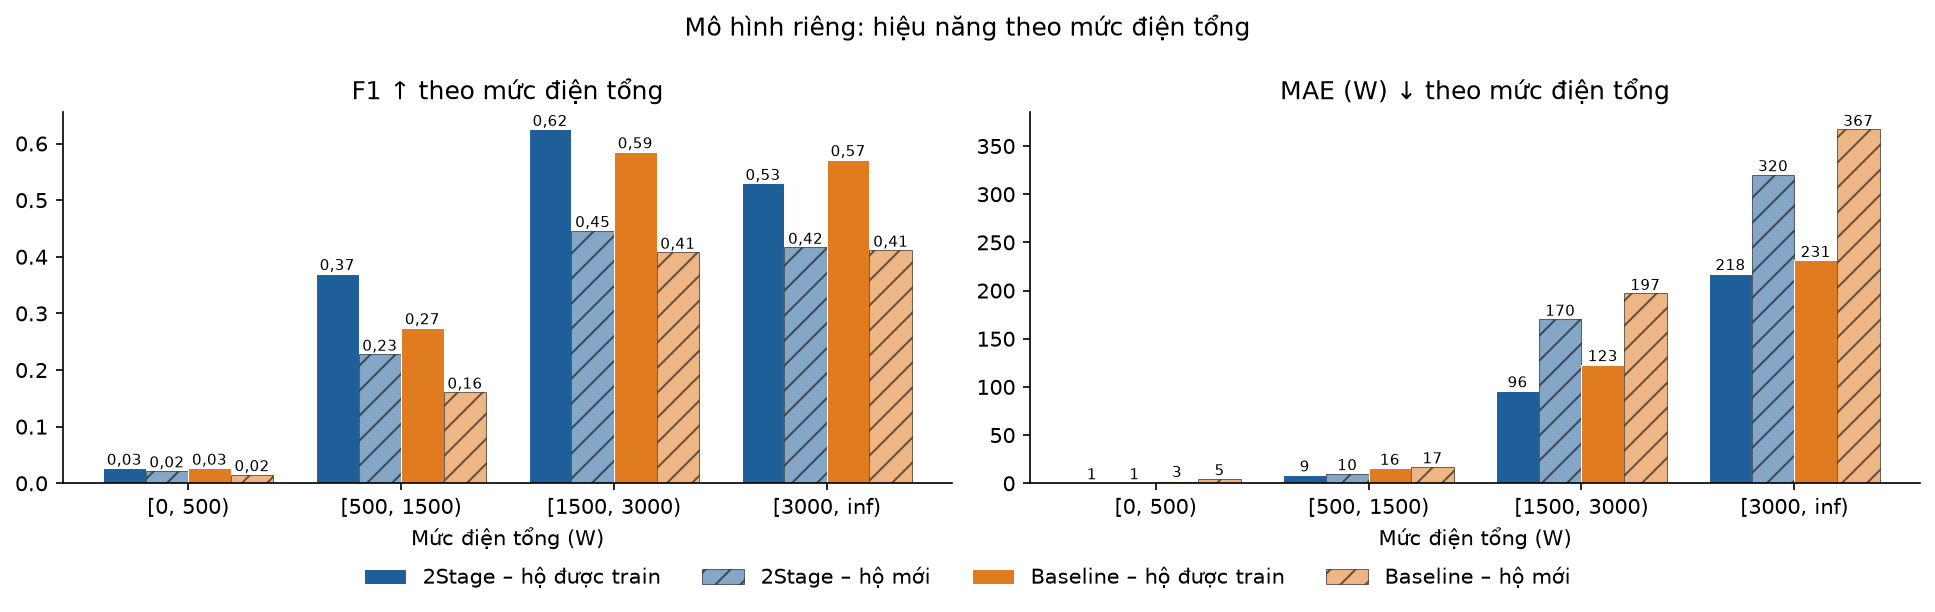 Mô hình riêng: hiệu năng theo mức điện tổng
F1 ↑ theo mức điện tổng
0.6
0.5
0.4
0.3
0.2
0.1
0.0
0,03 0,02 0,03 0,02
0,37 0,23 0,27 0,16
0,62 0,45 0,59 0,41
0,53 0,42 0,57 0,41
[0, 500) [500, 1500) [1500, 3000) [3000, inf)
Mức điện tổng (W)
MAE (W) ↓ theo mức điện tổng
350
300
250
200
150
100
50
0
1 1 3 5
9 10 16 17
96 170 123 197
218 320 231 367
[0, 500) [500, 1500) [1500, 3000) [3000, inf)
Mức điện tổng (W)
2Stage – hộ được train 2Stage – hộ mới Baseline – hộ được train Baseline – hộ mới